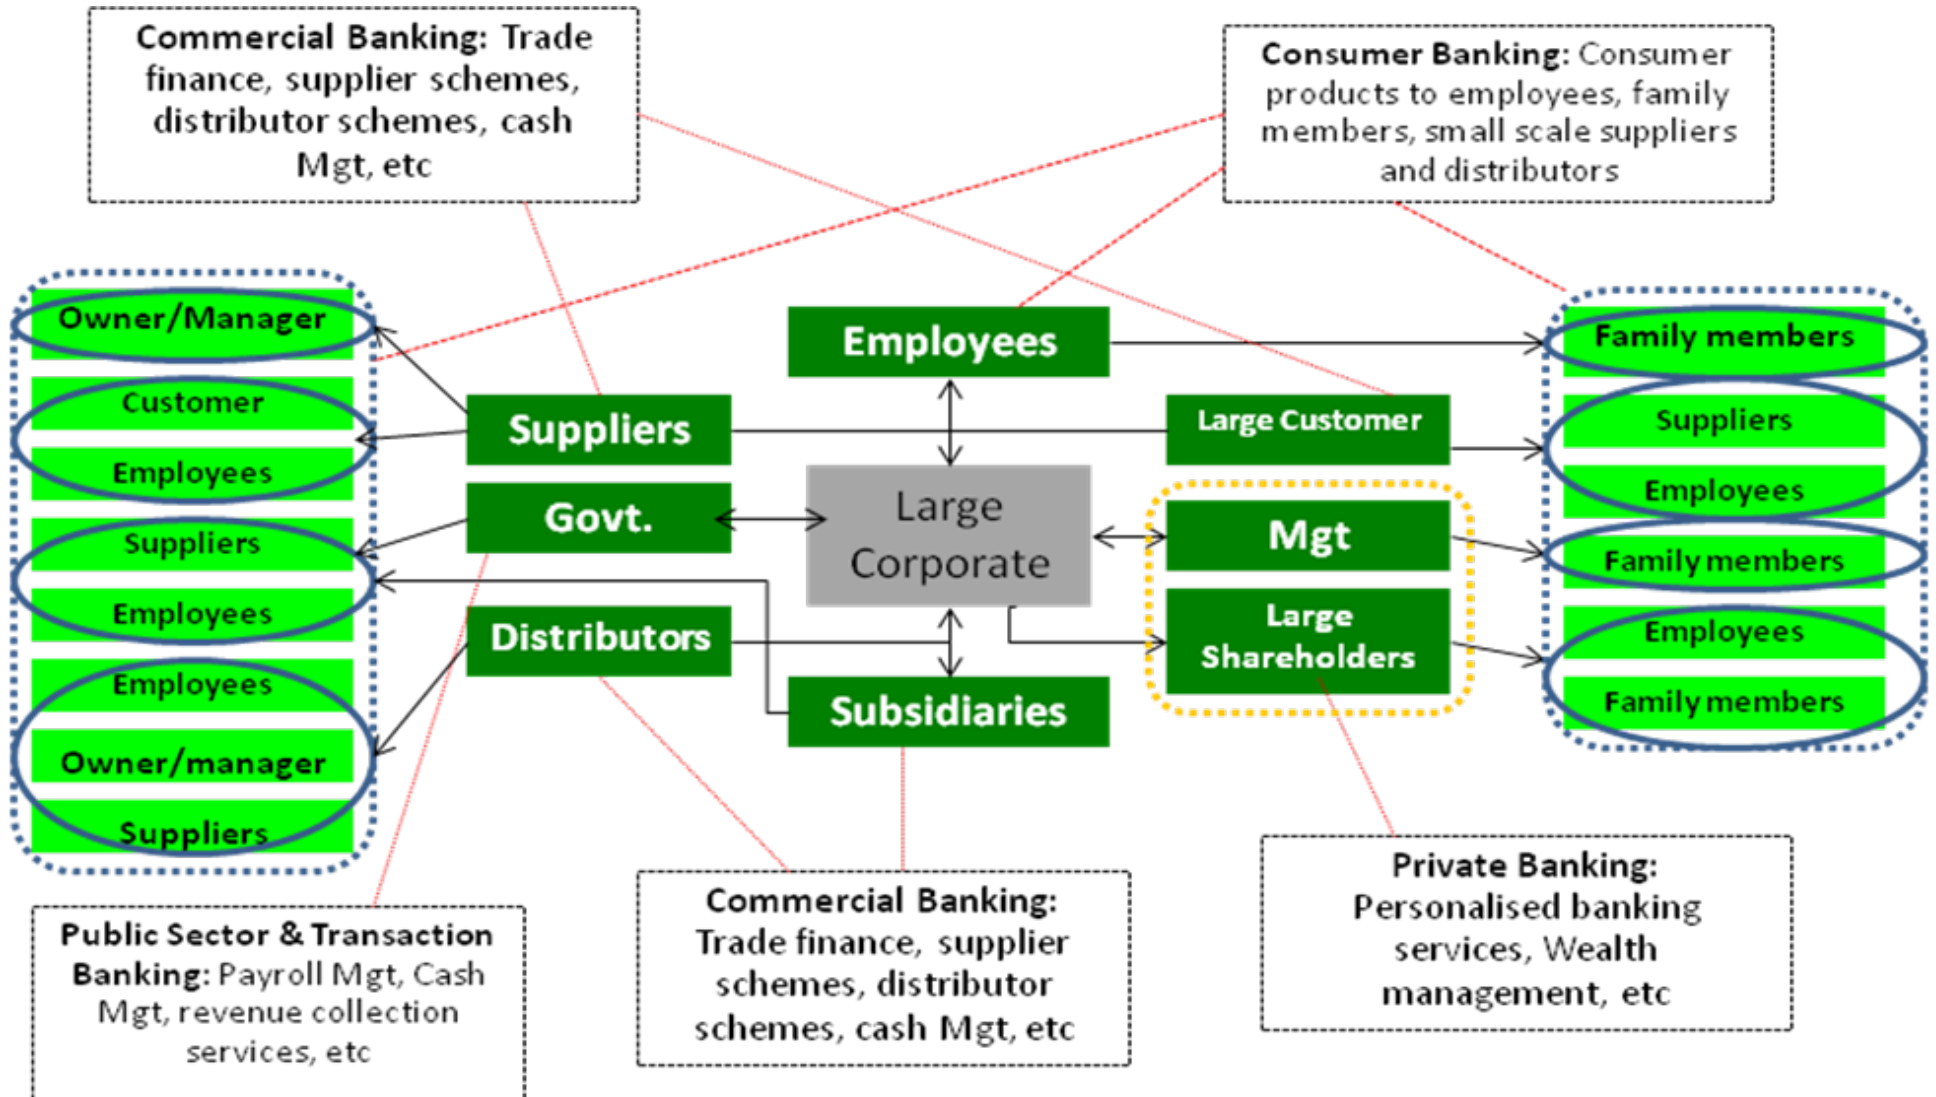 Commercial Banking: Trade
finance, supplier schemes,
distributor schemes, cash
Mgt, etc
Consumer Banking: Consumer
products to employees, family
members, small scale suppliers
and distributors
Owner/Manager
Customer
Employees
Suppliers
Employees
Employees
Owner/manager
Suppliers
Suppliers
Govt.
Distributors
Employees
Large
Corporate
Subsidiaries
Large Customer
Mgt
Large
Shareholders
Family members
Suppliers
Employees
Family members
Employees
Family members
Public Sector & Transaction
Banking: Payroll Mgt, Cash
Mgt, revenue collection
services, etc
Commercial Banking:
Trade finance, supplier
schemes, distributor
schemes, cash Mgt, etc
Private Banking:
Personalised banking
services, Wealth
management, etc